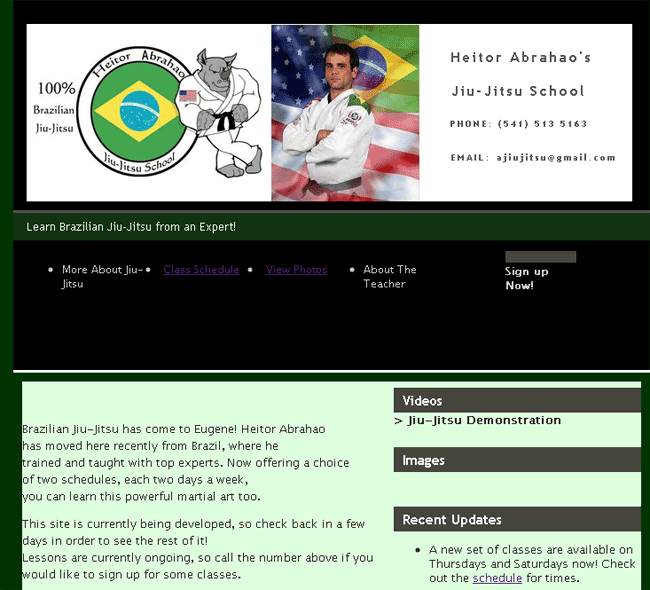 Heitor Abrahao
100%
Brazilian
Jiu-Jitsu
Jiu-Jitsu School
Heitor Abrahao's
Jiu-Jitsu School
PHONE: (541) 513 5163
EMAIL: ajiujitsu@gmail.com
Learn Brazilian Jiu-Jitsu from an Expert!
More About Jiu-
Jitsu
Class Schedule
View Photos
About The
Teacher
Sign up
Now!
Brazilian Jiu-Jitsu has come to Eugene! Heitor Abrahao
has moved here recently from Brazil, where he
trained and taught with top experts. Now offering a choice
of two schedules, each two days a week,
you can learn this powerful martial art too.
This site is currently being developed, so check back in a few
days in order to see the rest of it!
Lessons are currently ongoing, so call the number above if you
would like to sign up for some classes.
Videos
> Jiu-Jitsu Demonstration
Images
Recent Updates
A new set of classes are available on
Thursdays and Saturdays now! Check
out the schedule for times.